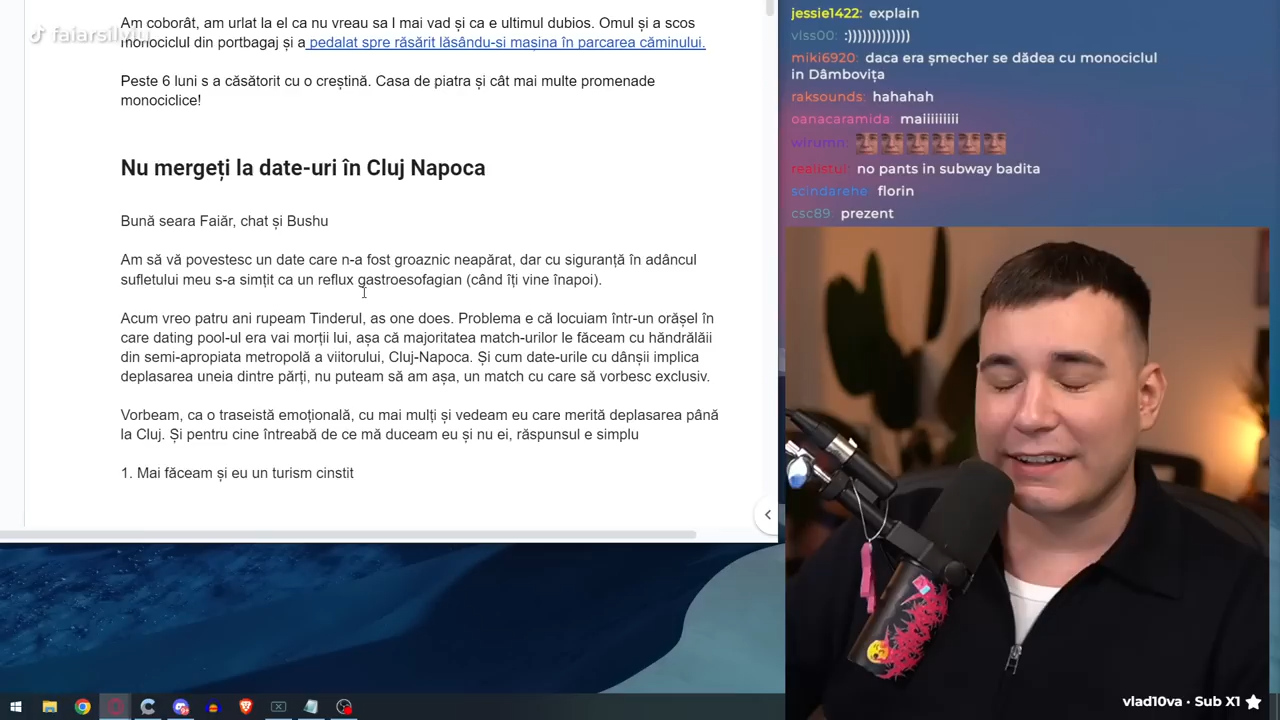 Am coborât, am urlat la el ca nu vreau sa l mai vad și ca e ultimul dubios. Omul și a scos
monociclul din portbagaj și a pedalat spre răsărit lăsându-si mașina în parcarea căminului.
Peste 6 luni s a căsătorit cu o creștină. Casa de piatra și cât mai multe promenade
monociclice!
Nu mergeți la date-uri în Cluj Napoca
Bună seara Faiăr, chat și Bushu
Am să vă povestesc un date care n-a fost groaznic neapărat, dar cu siguranță în adâncul
sufletului meu s-a simțit ca un reflux gastroesofagian (când îți vine înapoi).
Acum vreo patru ani rupeam Tinderul, as one does. Problema e că locuiam într-un orășel în
care dating pool-ul era vai morții lui, așa că majoritatea match-urilor le făceam cu hăndrălăii
din semi-apropiata metropolă a viitorului, Cluj-Napoca. Și cum date-urile cu dânșii implica
deplasarea uneia dintre părți, nu puteam să am așa, un match cu care să vorbesc exclusiv.
Vorbeam, ca o traseistă emoțională, cu mai mulți și vedeam eu care merită deplasarea până
la Cluj. Și pentru cine întreabă de ce mă duceam eu și nu ei, răspunsul e simplu
1. Mai făceam și eu un turism cinstit
faiarsilviu
jessie1422: explain
vlss00: :))))))))))))
miki6920: daca era șmecher se dădea cu monociclul
in Dâmbovița
raksounds: hahahah
oanacaramida: maiiiiiiiii
wlrumn:
realistul: no pants in subway badita
scindarehe: florin
csc89: prezent
vlad10va · Sub X1